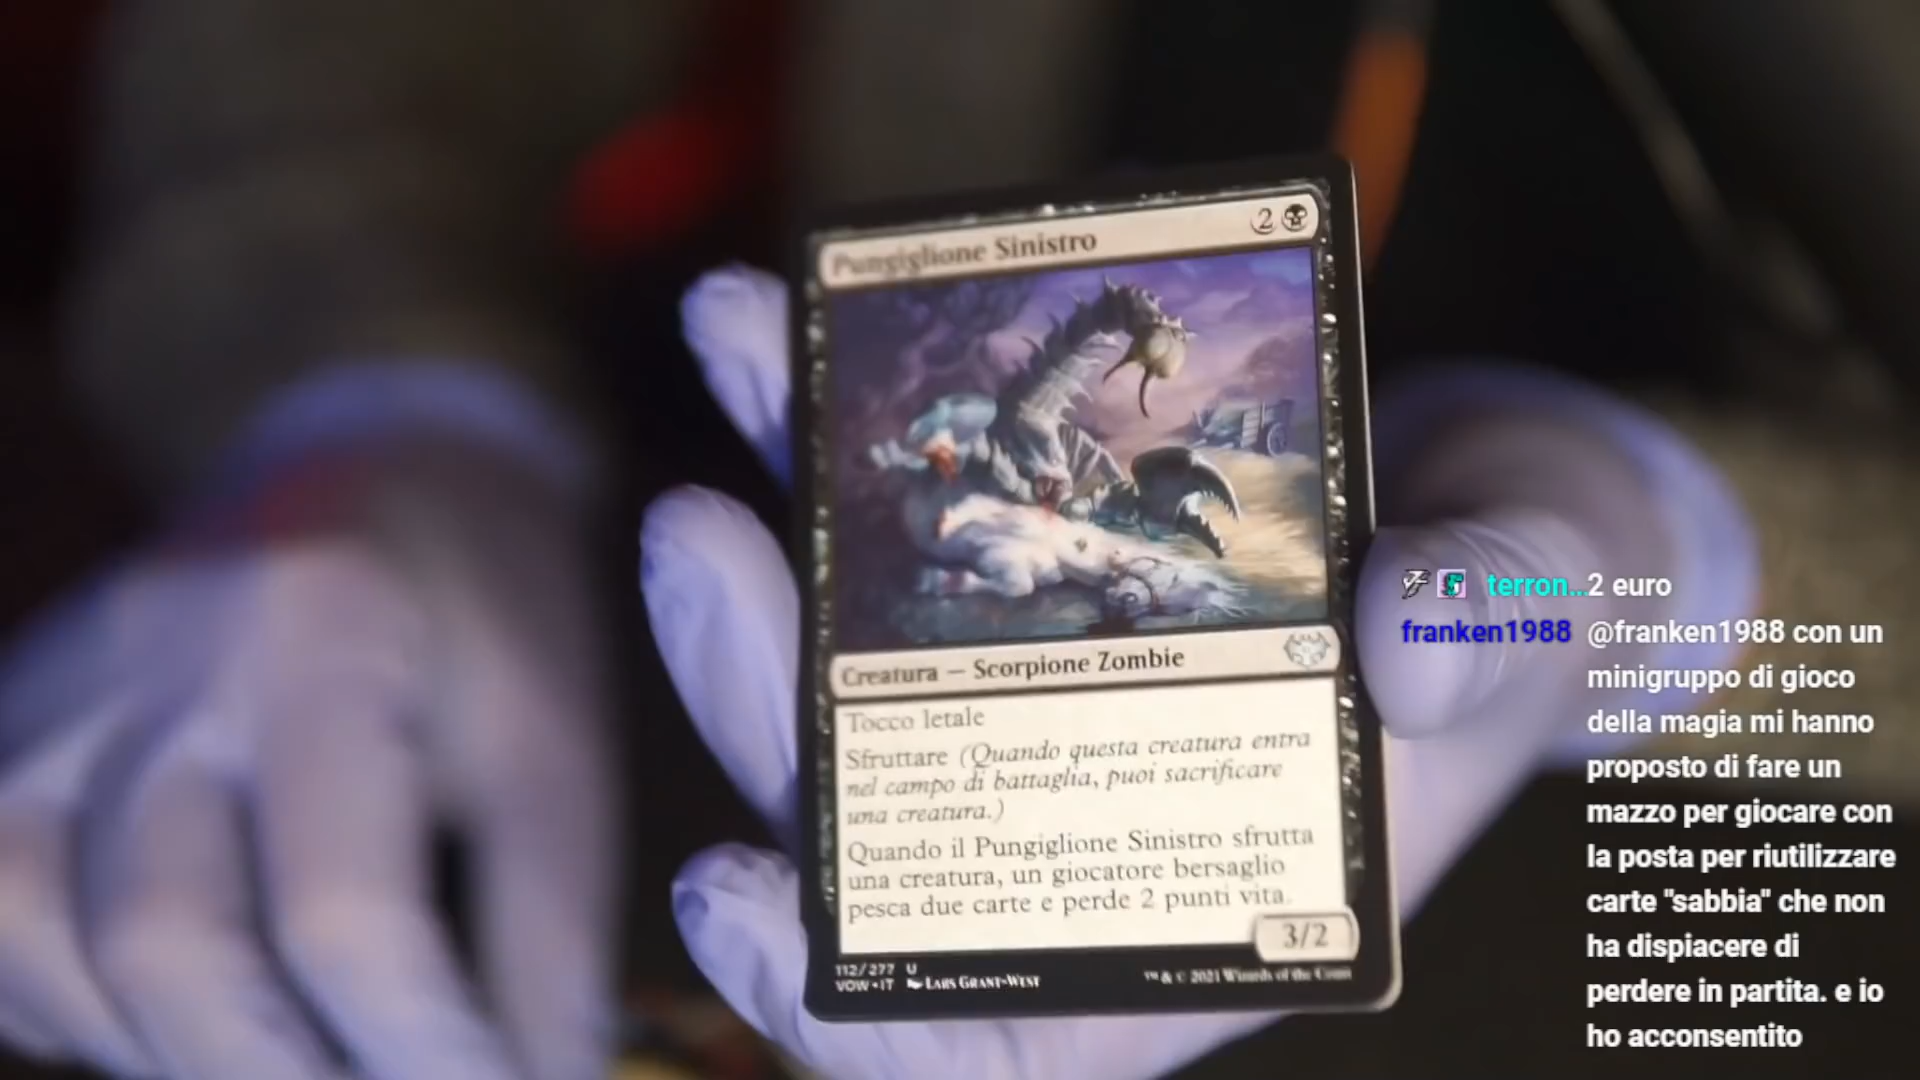 Pungiglione Sinistro
2
Creatura — Scorpione Zombie
Tocco letale
Sfruttare (Quando questa creatura entra
nel campo di battaglia, puoi sacrificare
una creatura.)
Quando il Pungiglione Sinistro sfrutta
una creatura, un giocatore bersaglio
pesca due carte e perde 2 punti vita.
3/2
112/277 U
VOW • IT LARS GRANT-WEST
™ & © 2021 Wizards of the Coast
terron...2 euro
franken1988 @franken1988 con un
minigruppo di gioco
della magia mi hanno
proposto di fare un
mazzo per giocare con
la posta per riutilizzare
carte "sabbia" che non
ha dispiacere di
perdere in partita. e io
ho acconsentito